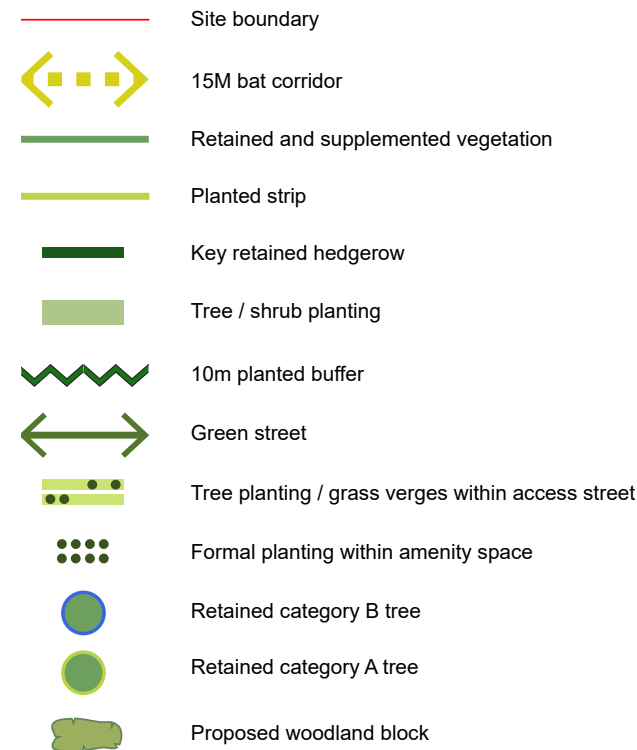 Site boundary
15M bat corridor
Retained and supplemented vegetation
Planted strip
Key retained hedgerow
Tree / shrub planting
10m planted buffer
Green street
Tree planting / grass verges within access street
Formal planting within amenity space
Retained category B tree
Retained category A tree
Proposed woodland block